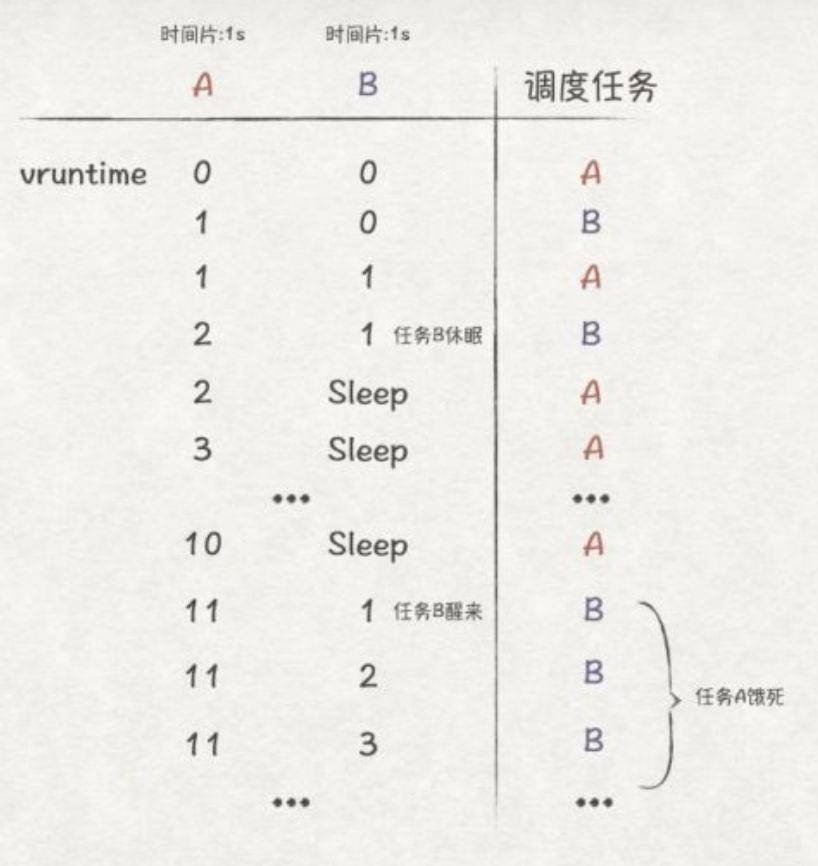 时间片:1s 时间片:1s
A B 调度任务
vruntime 0 0 A
1 0 B
1 1 A
2 1 任务B休眠 B
2 Sleep A
3 Sleep A
••• •••
10 Sleep A
11 1 任务B醒来 B
11 2 B
任务A饿死
11 3 B
••• •••